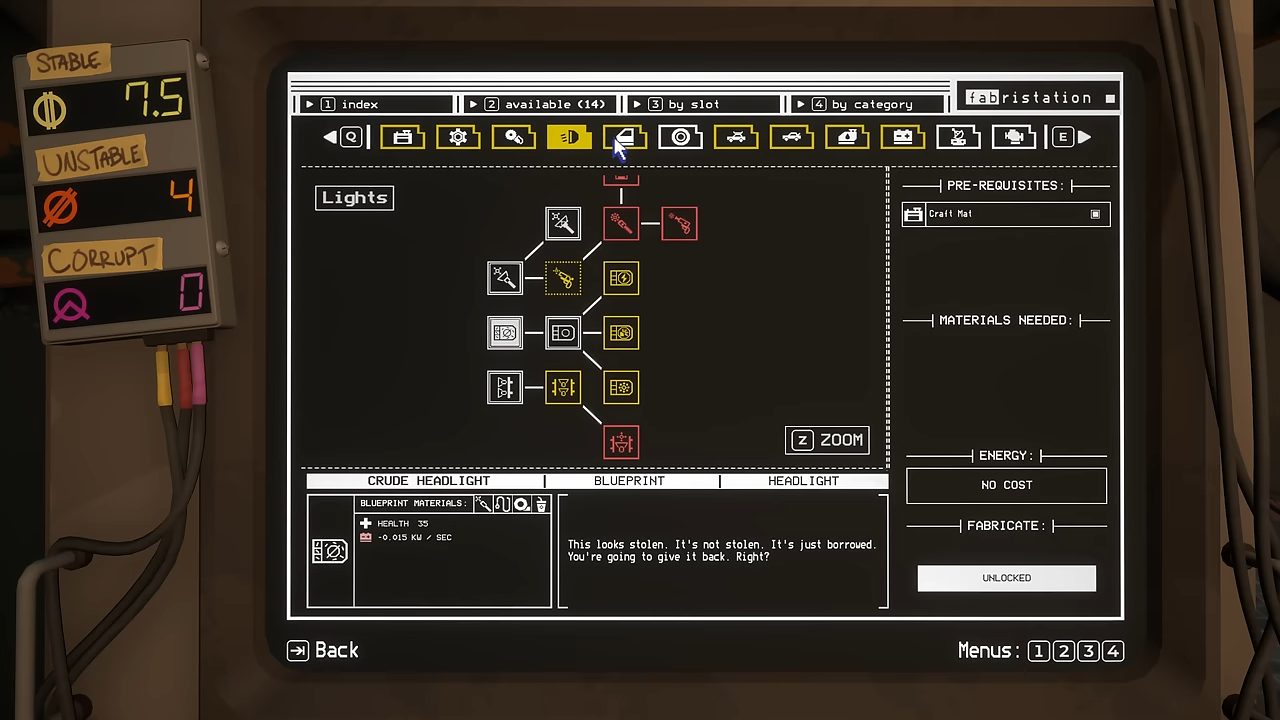 STABLE
7.5
UNSTABLE
4
CORRUPT
0
1 index
2 available (14)
3 by slot
4 by category
fabristation
Q
E
Lights
Z ZOOM
PRE-REQUISITES:
Craft Mat
MATERIALS NEEDED:
ENERGY:
NO COST
FABRICATE:
UNLOCKED
CRUDE HEADLIGHT
BLUEPRINT
HEADLIGHT
BLUEPRINT MATERIALS:
HEALTH 35
-0.015 KW / SEC
This looks stolen. It's not stolen. It's just borrowed.
You're going to give it back. Right?
Back
Menus: 1 2 3 4